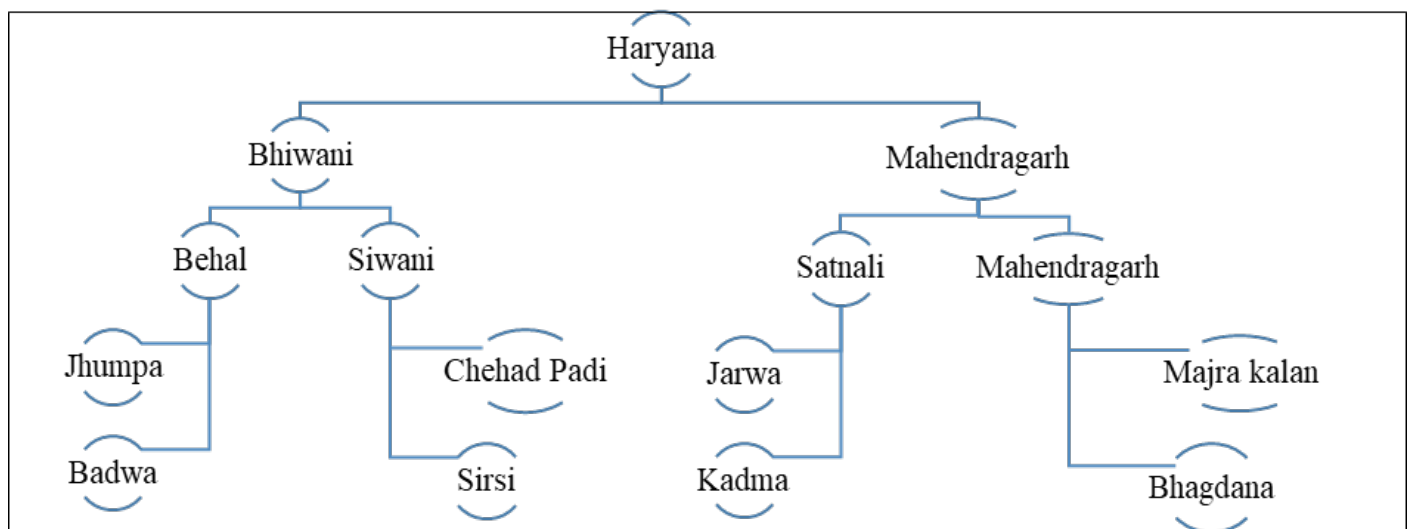 Haryana
Bhiwani
Mahendragarh
Behal
Siwani
Satnali
Mahendragarh
Jhumpa
Chehad Padi
Jarwa
Majra kalan
Badwa
Sirsi
Kadma
Bhagdana